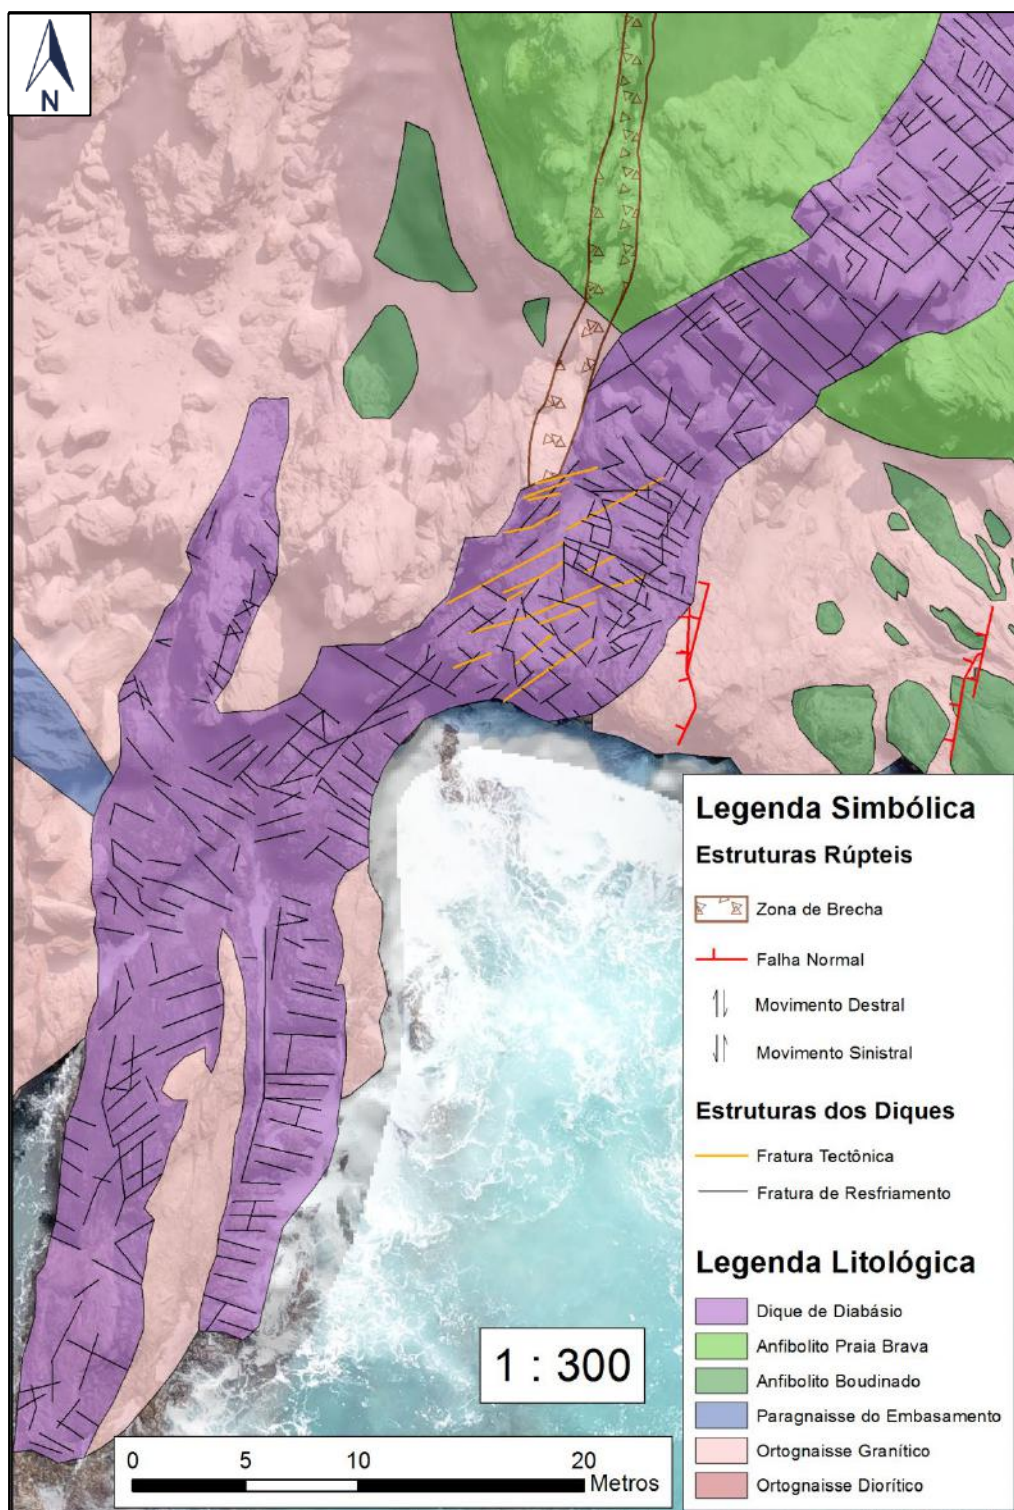 N
Legenda Simbólica
Estruturas Rúpteis
Zona de Brecha
Falha Normal
Movimento Destral
Movimento Sinistral
Estruturas dos Diques
Fratura Tectônica
Fratura de Resfriamento
Legenda Litológica
Dique de Diabásio
Anfibolito Praia Brava
Anfibolito Boudinado
Paragnaisse do Embasamento
Ortognaisse Granítico
Ortognaisse Diorítico
1 : 300
0 5 10 20
Metros